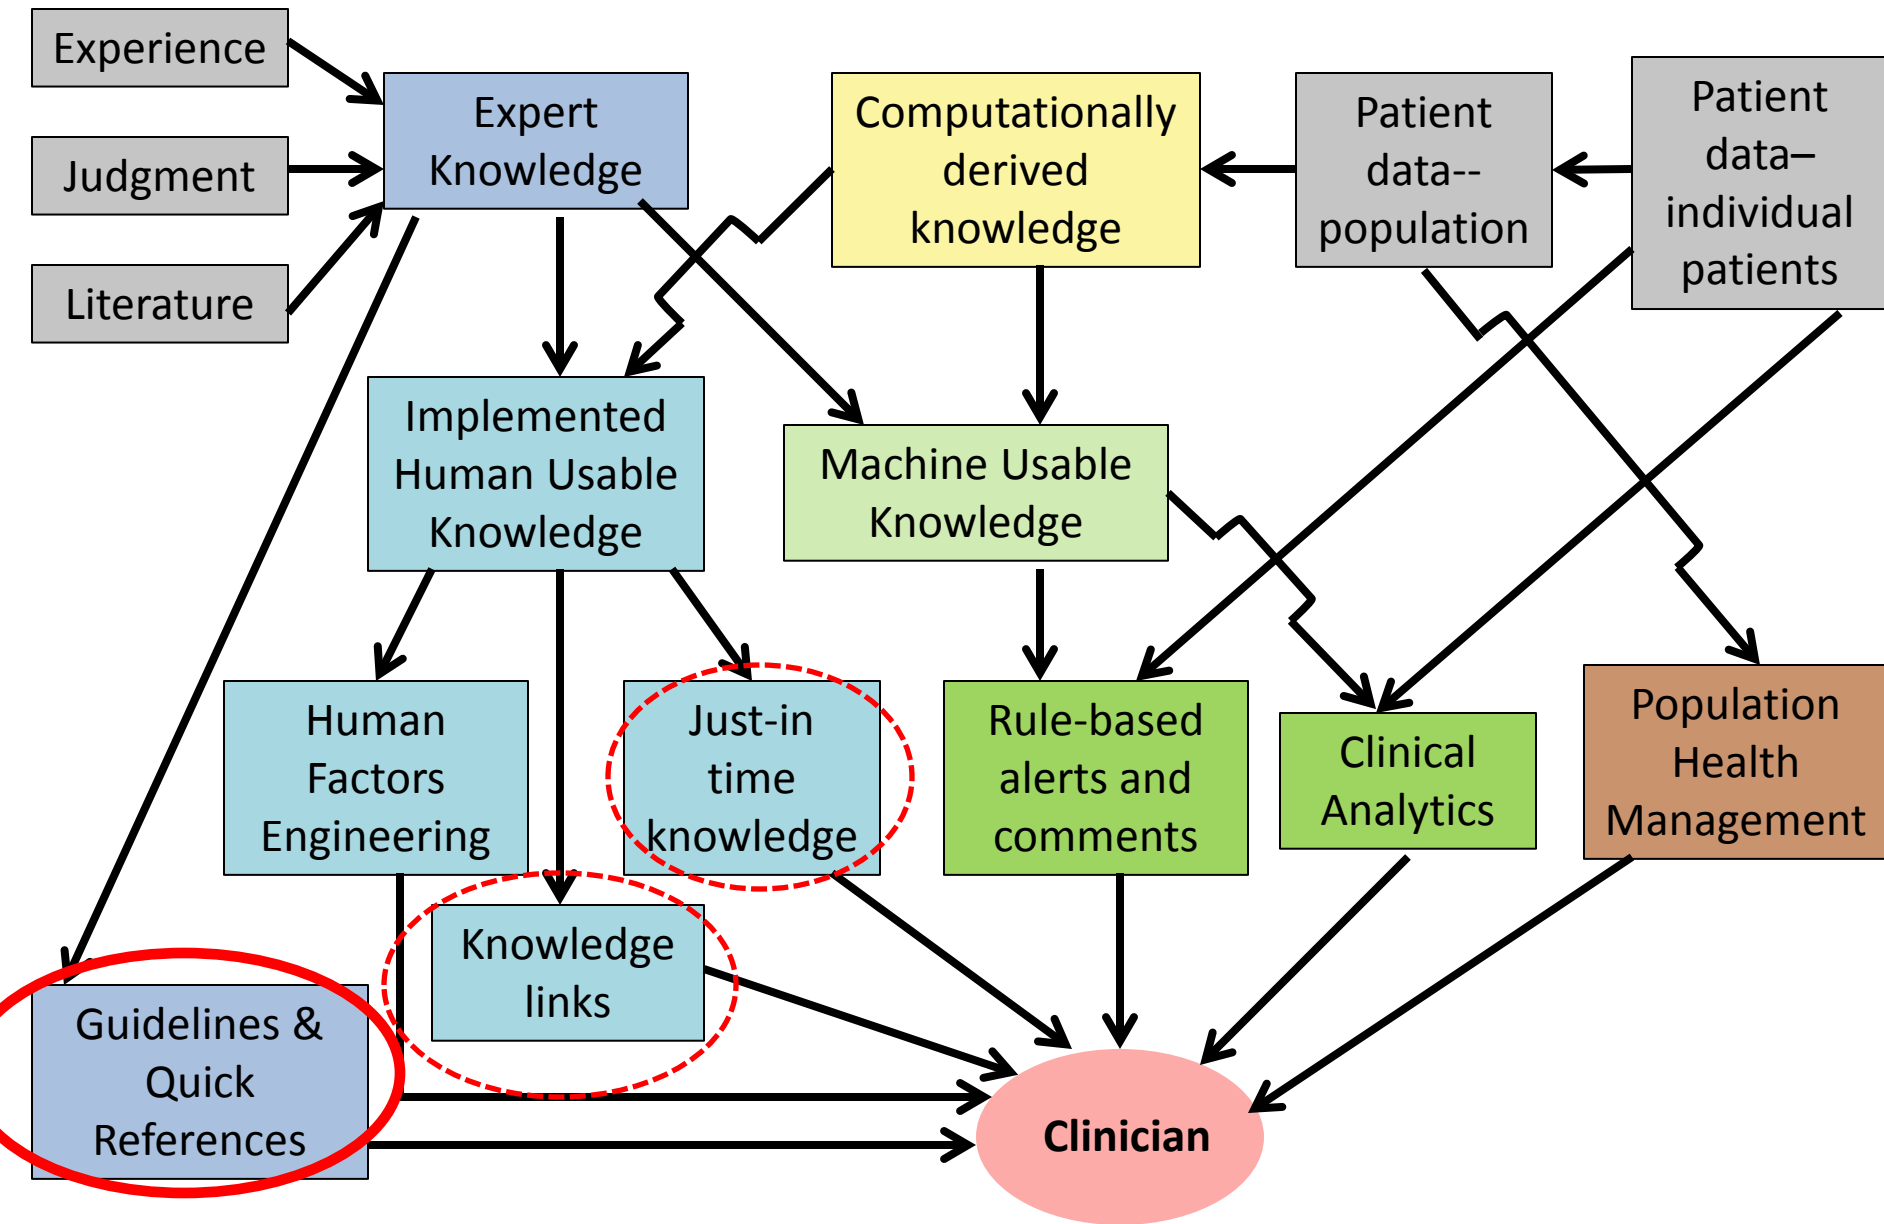 Experience
Judgment
Literature
Expert
Knowledge
Computationally
derived
knowledge
Patient
data--
population
Patient
data–
individual
patients
Implemented
Human Usable
Knowledge
Machine Usable
Knowledge
Human
Factors
Engineering
Just-in
time
knowledge
Rule-based
alerts and
comments
Clinical
Analytics
Population
Health
Management
Knowledge
links
Guidelines &
Quick
References
Clinician